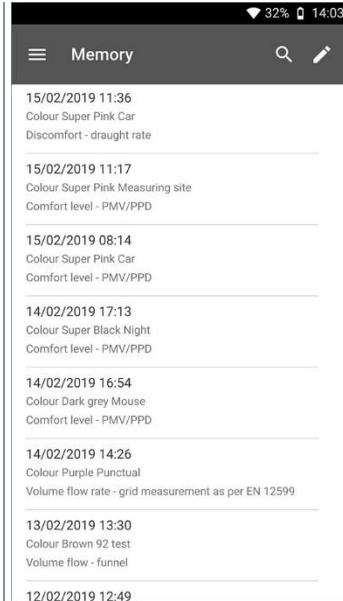 32% 14:03
Memory
15/02/2019 11:36
Colour Super Pink Car
Discomfort - draught rate
15/02/2019 11:17
Colour Super Pink Measuring site
Comfort level - PMV/PPD
15/02/2019 08:14
Colour Super Pink Car
Comfort level - PMV/PPD
14/02/2019 17:13
Colour Super Black Night
Comfort level - PMV/PPD
14/02/2019 16:54
Colour Dark grey Mouse
Comfort level - PMV/PPD
14/02/2019 14:26
Colour Purple Punctual
Volume flow rate - grid measurement as per EN 12599
13/02/2019 13:30
Colour Brown 92 test
Volume flow - funnel
12/02/2019 12:49